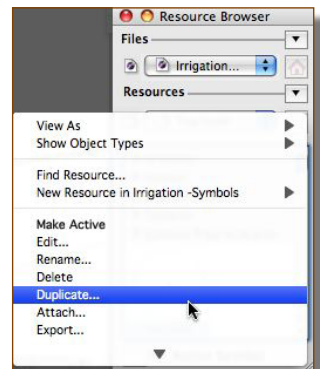 Resource Browser
Files
Irrigation...
Resources
View As
Show Object Types
Find Resource...
New Resource in Irrigation -Symbols
Make Active
Edit...
Rename...
Delete
Duplicate...
Attach...
Export...